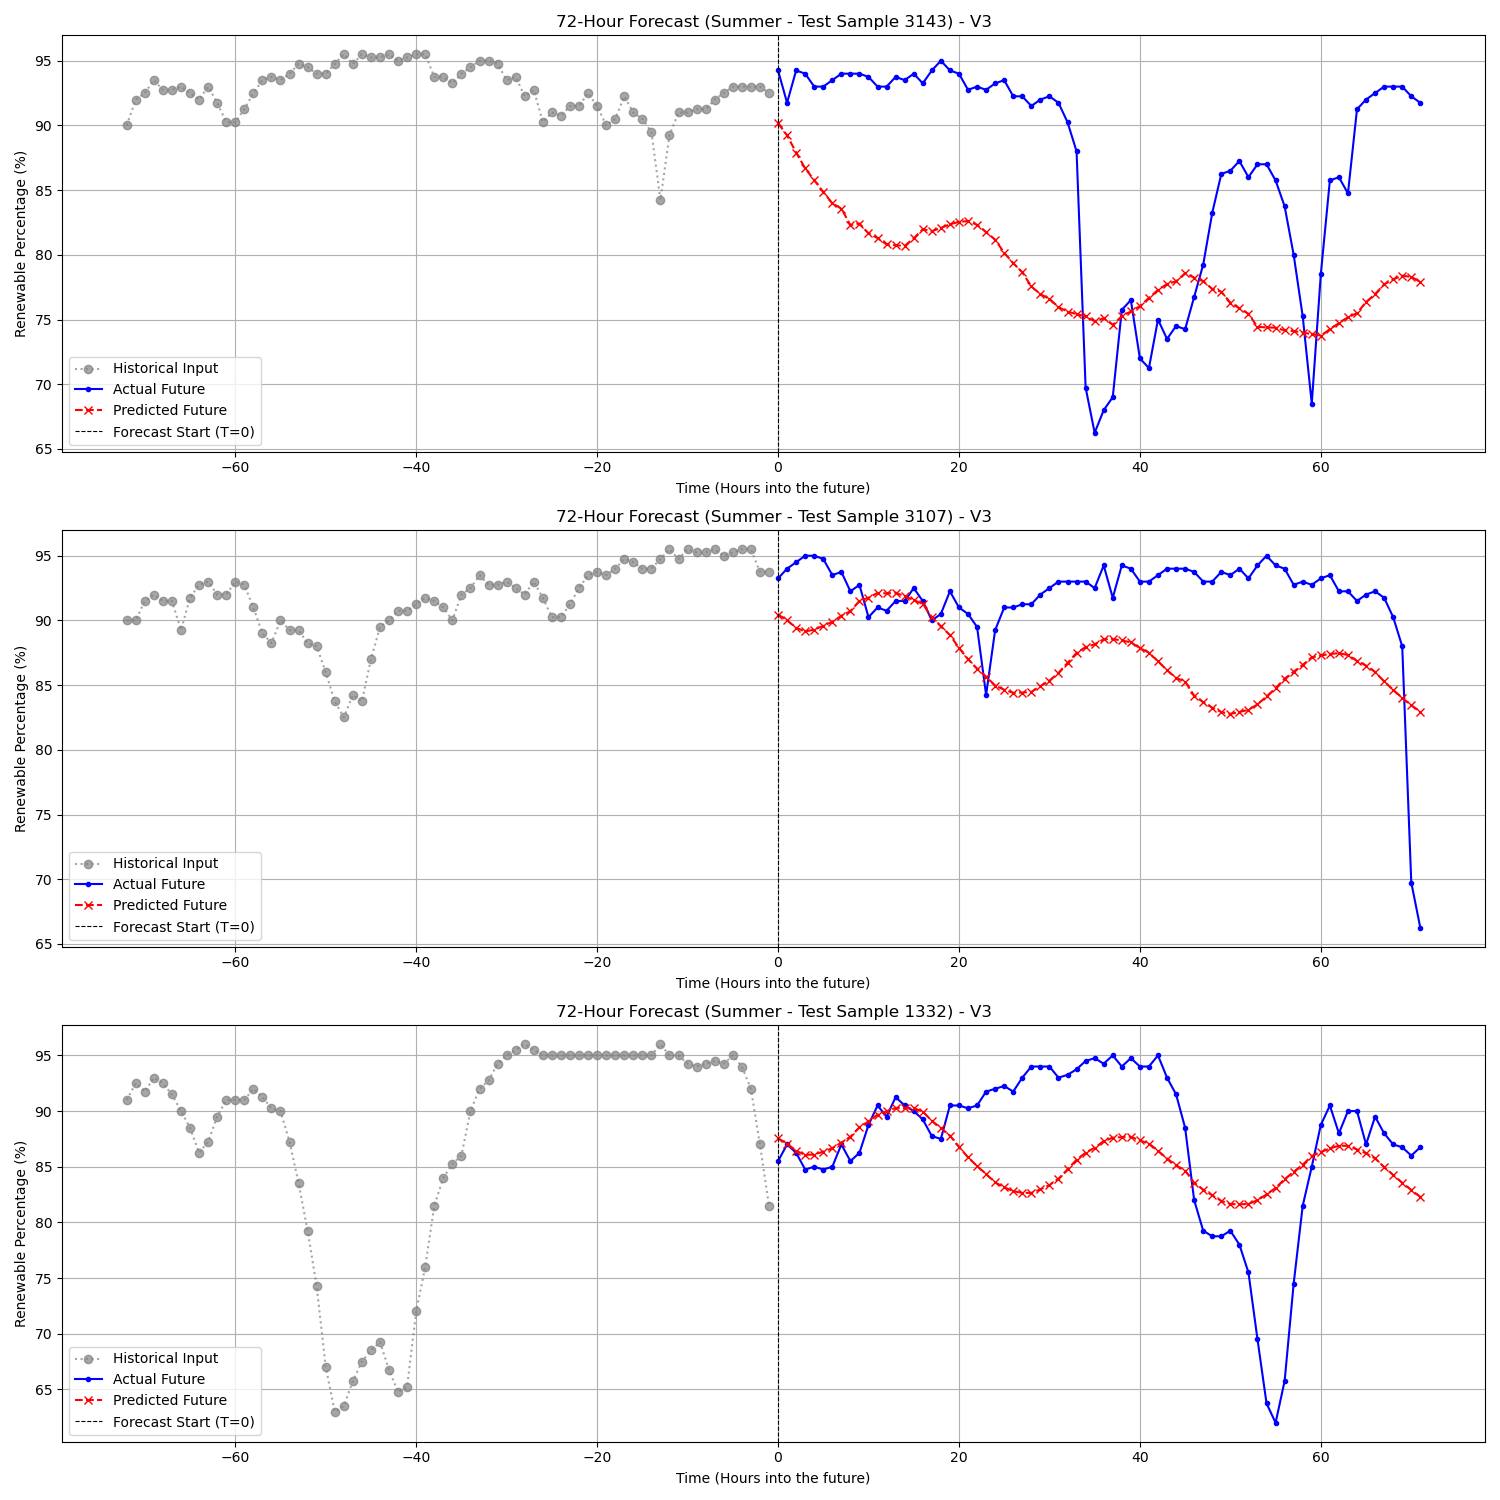 72-Hour Forecast (Summer - Test Sample 3143) - V3
Renewable Percentage (%)
95
90
85
80
75
70
65
Historical Input
Actual Future
Predicted Future
Forecast Start (T=0)
−60 −40 −20 0 20 40 60
Time (Hours into the future)
72-Hour Forecast (Summer - Test Sample 3107) - V3
Renewable Percentage (%)
95
90
85
80
75
70
65
Historical Input
Actual Future
Predicted Future
Forecast Start (T=0)
−60 −40 −20 0 20 40 60
Time (Hours into the future)
72-Hour Forecast (Summer - Test Sample 1332) - V3
Renewable Percentage (%)
95
90
85
80
75
70
65
Historical Input
Actual Future
Predicted Future
Forecast Start (T=0)
−60 −40 −20 0 20 40 60
Time (Hours into the future)